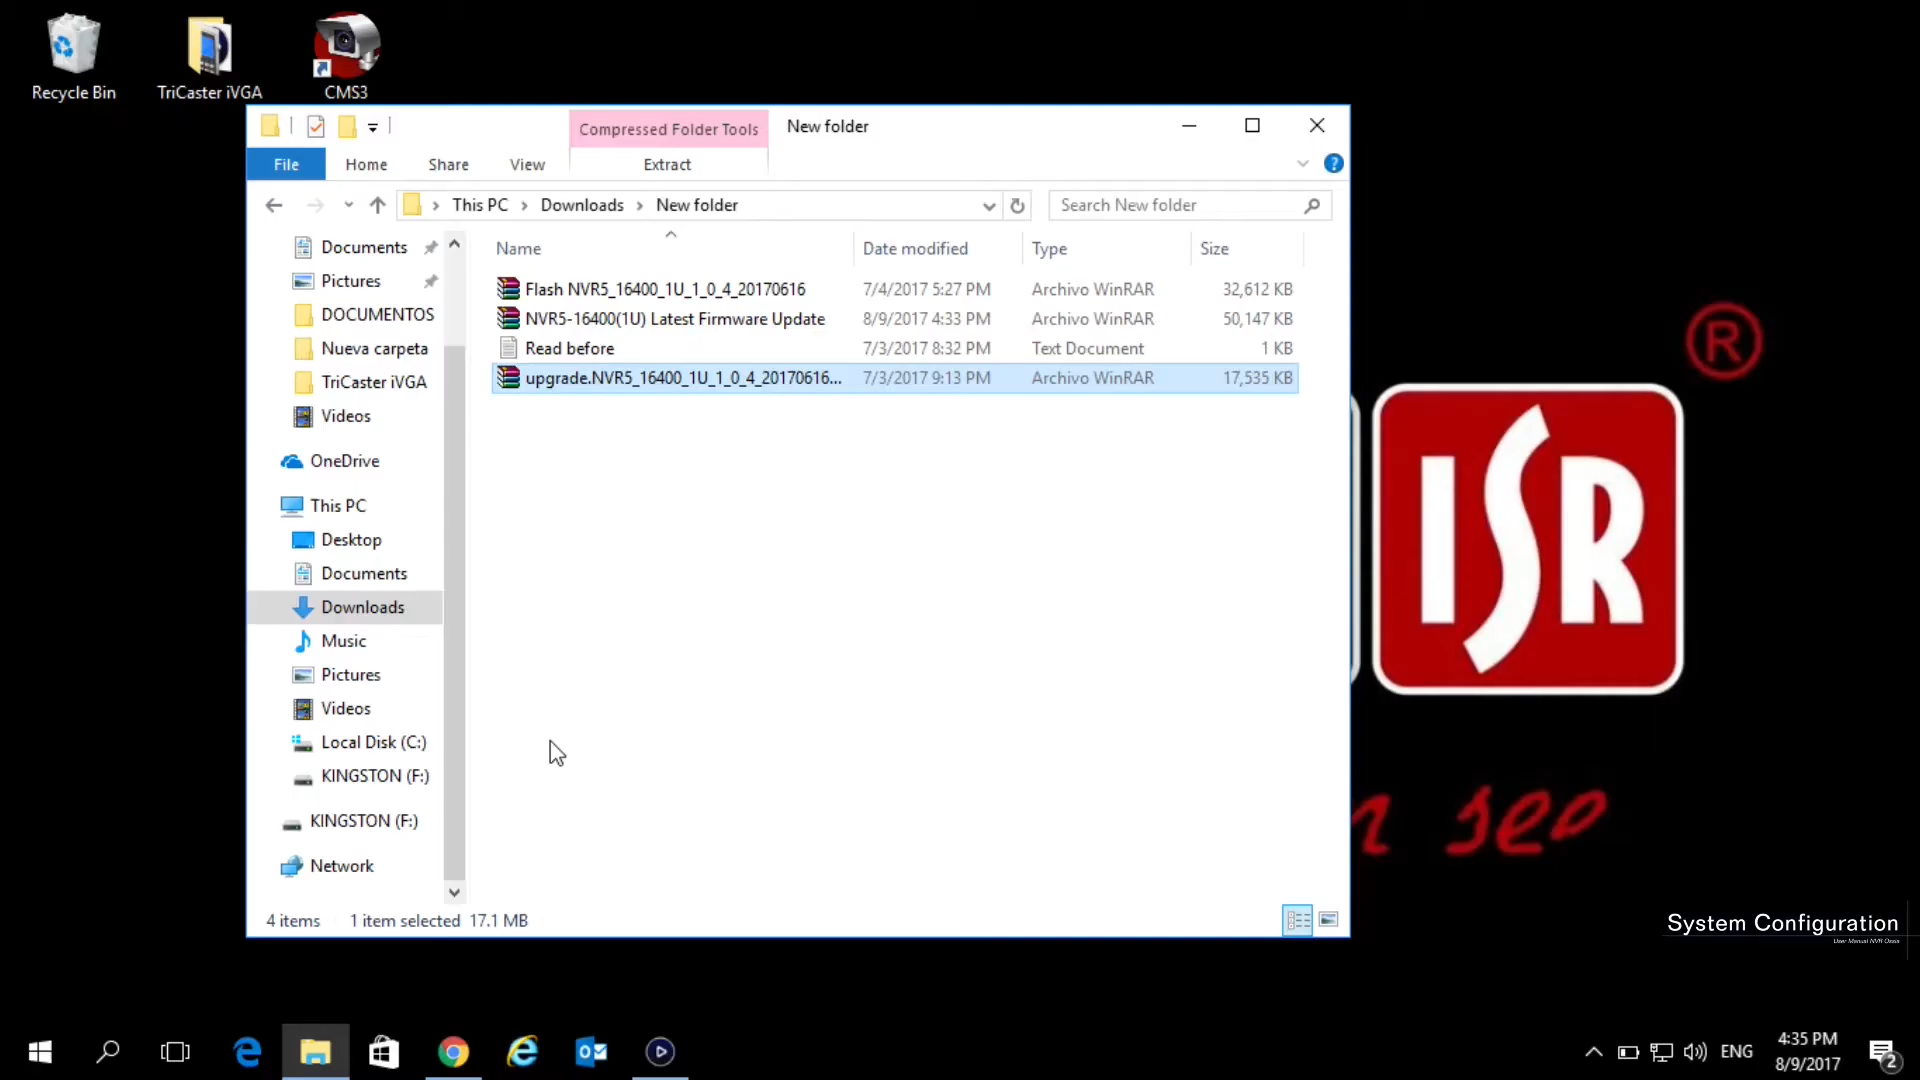 Recycle Bin
TriCaster iVGA
CMS3
Compressed Folder Tools
New folder
File
Home
Share
View
Extract
This PC
Downloads
New folder
Search New folder
Name
Date modified
Type
Size
Flash NVR5_16400_1U_1_0_4_20170616 7/4/2017 5:27 PM Archivo WinRAR 32,612 KB
NVR5-16400(1U) Latest Firmware Update 8/9/2017 4:33 PM Archivo WinRAR 50,147 KB
Read before 7/3/2017 8:32 PM Text Document 1 KB
upgrade.NVR5_16400_1U_1_0_4_20170616... 7/3/2017 9:13 PM Archivo WinRAR 17,535 KB
Documents
Pictures
DOCUMENTOS
Nueva carpeta
TriCaster iVGA
Videos
OneDrive
This PC
Desktop
Documents
Downloads
Music
Pictures
Videos
Local Disk (C:)
KINGSTON (F:)
KINGSTON (F:)
Network
4 items 1 item selected 17.1 MB
®
ISR
seo
System Configuration
User Manual NVR Ossia
ENG
4:35 PM
8/9/2017
2